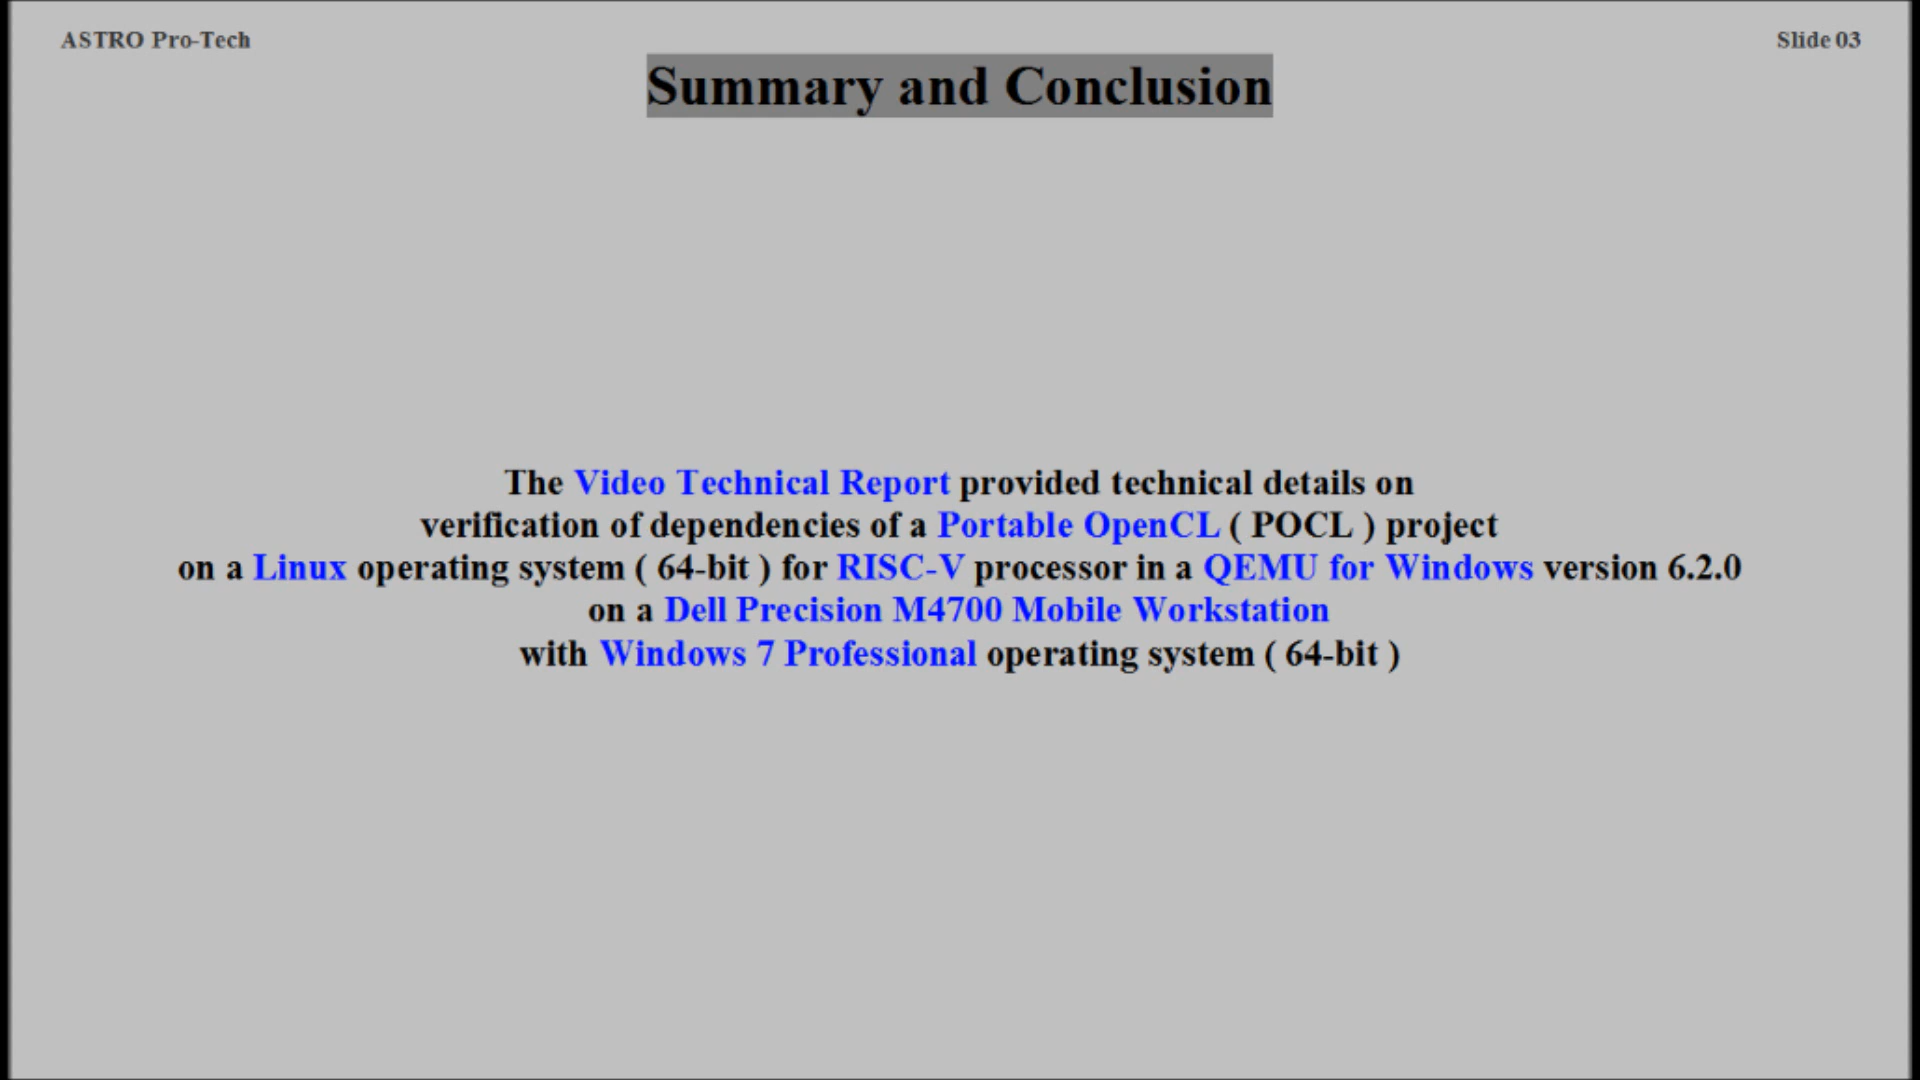 ASTRO Pro-Tech
Slide 03
Summary and Conclusion
The Video Technical Report provided technical details on
verification of dependencies of a Portable OpenCL ( POCL ) project
on a Linux operating system ( 64-bit ) for RISC-V processor in a QEMU for Windows version 6.2.0
on a Dell Precision M4700 Mobile Workstation
with Windows 7 Professional operating system ( 64-bit )